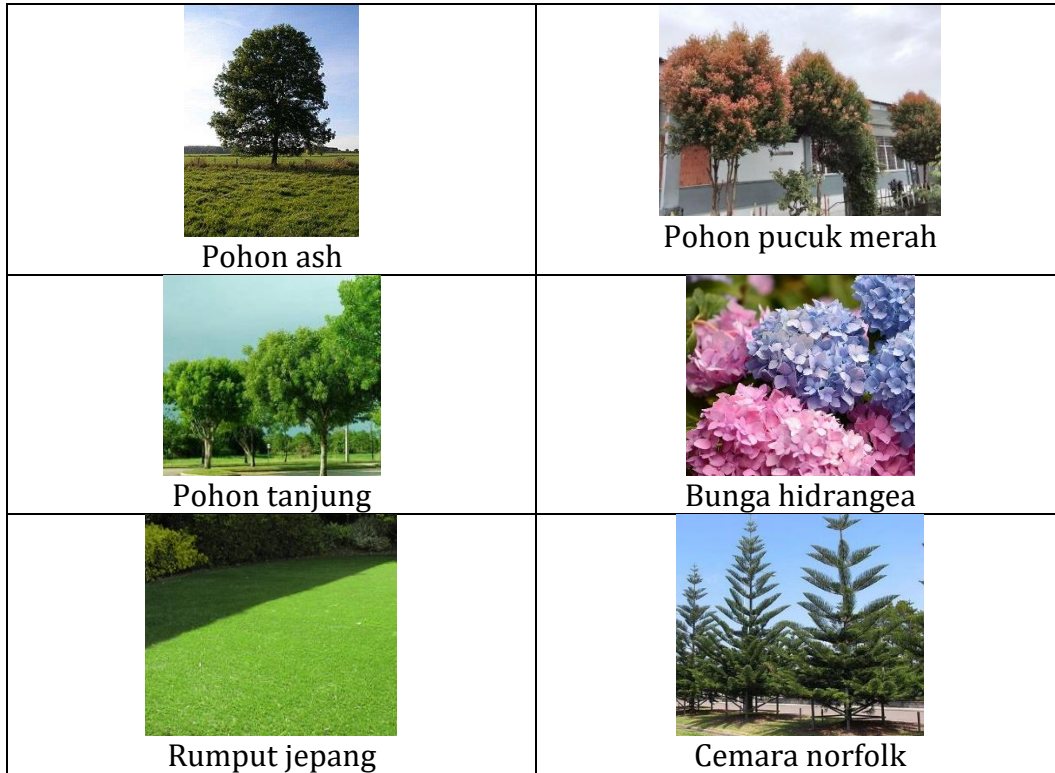 Pohon ash
Pohon pucuk merah
Pohon tanjung
Bunga hidrangea
Rumput jepang
Cemara norfolk